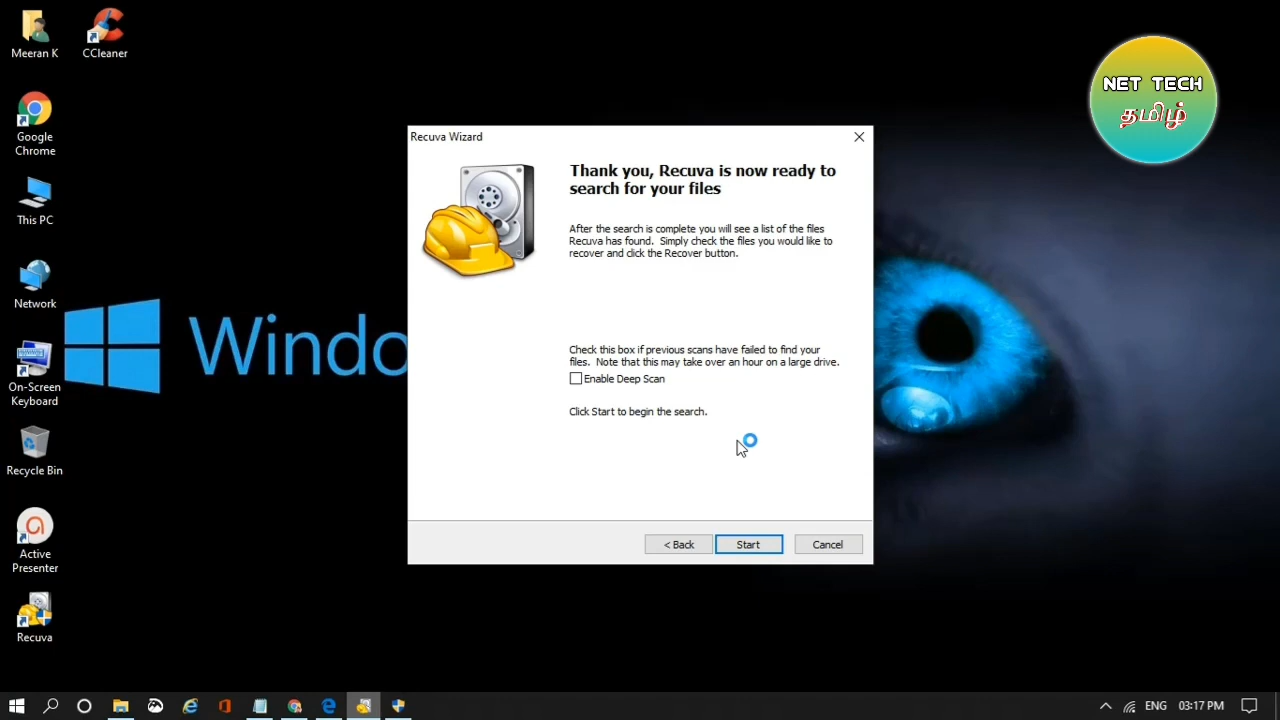 Meeran K
CCleaner
Google
Chrome
This PC
Network
On-Screen
Keyboard
Recycle Bin
Active
Presenter
Recuva
Windo
NET TECH
தமிழ்
Recuva Wizard
Thank you, Recuva is now ready to
search for your files
After the search is complete you will see a list of the files
Recuva has found. Simply check the files you would like to
recover and click the Recover button.
Check this box if previous scans have failed to find your
files. Note that this may take over an hour on a large drive.
Enable Deep Scan
Click Start to begin the search.
< Back
Start
Cancel
ENG
03:17 PM